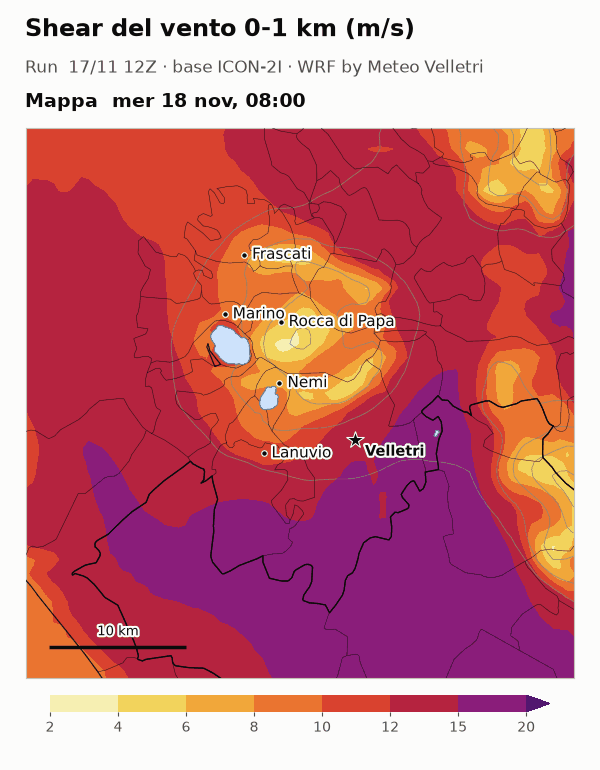 Shear del vento 0-1 km (m/s)
Run 17/11 12Z · base ICON-2I · WRF by Meteo Velletri
Mappa mer 18 nov, 08:00
Frascati
Marino
Rocca di Papa
Nemi
Velletri
Lanuvio
10 km
2 4 6 8 10 12 15 20